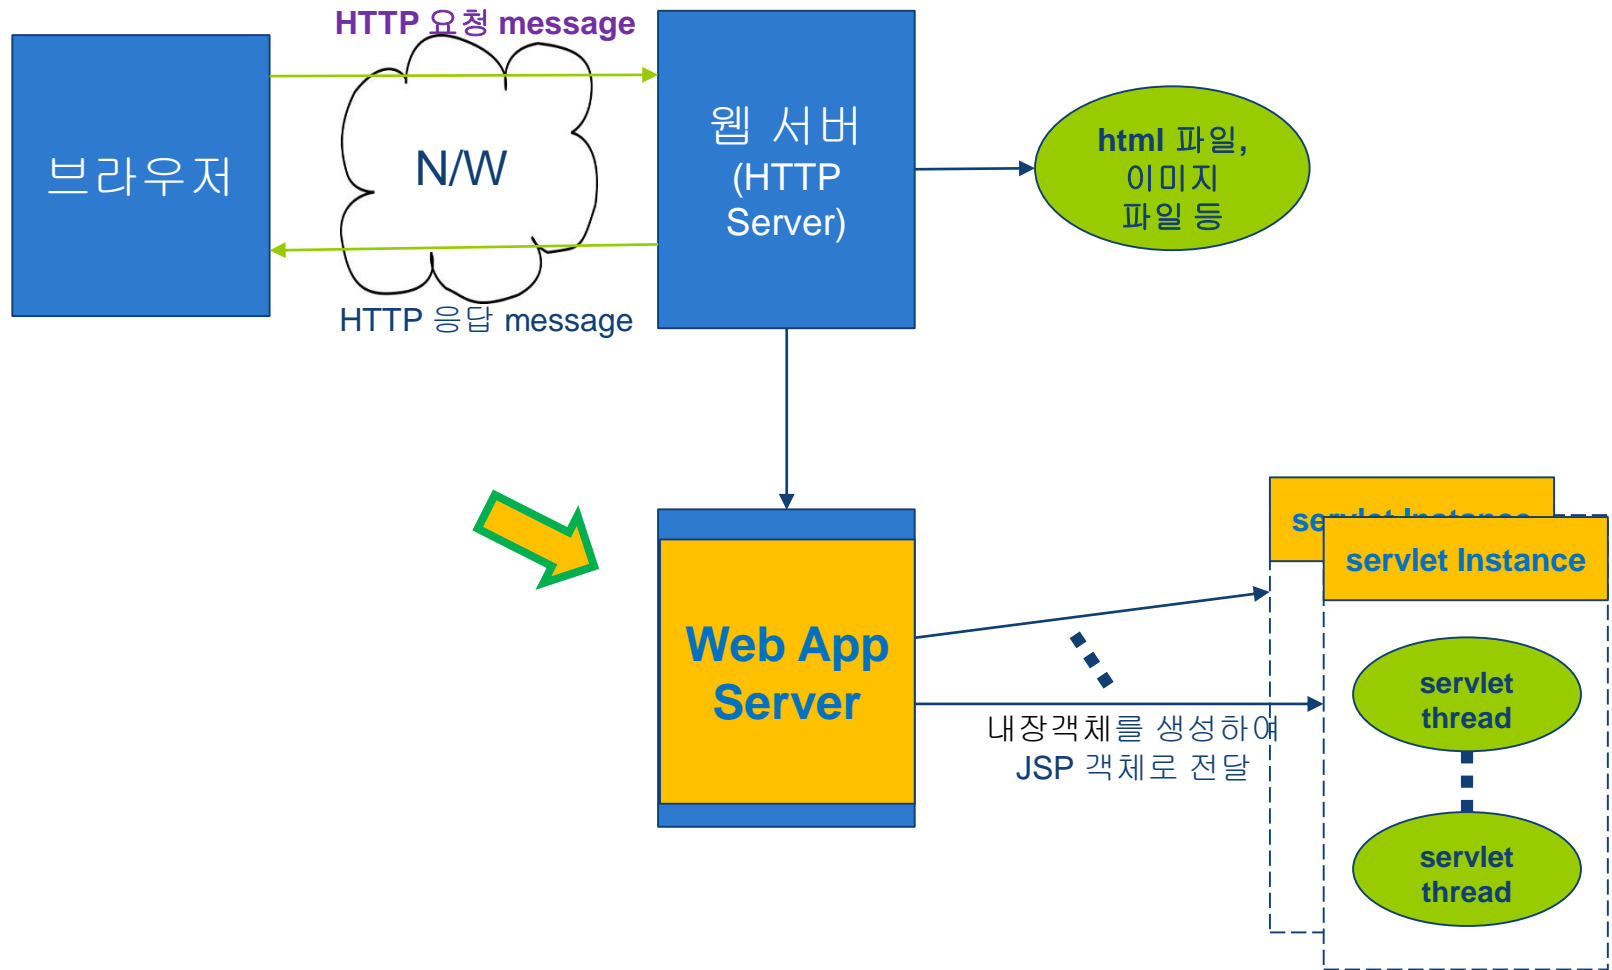 HTTP 요청 message
브라우저
N/W
HTTP 응답 message
웹 서버
(HTTP
Server)
html 파일,
이미지
파일 등
Web App
Server
내장객체를 생성하여
JSP 객체로 전달
servlet Instance
servlet Instance
servlet
thread
servlet
thread